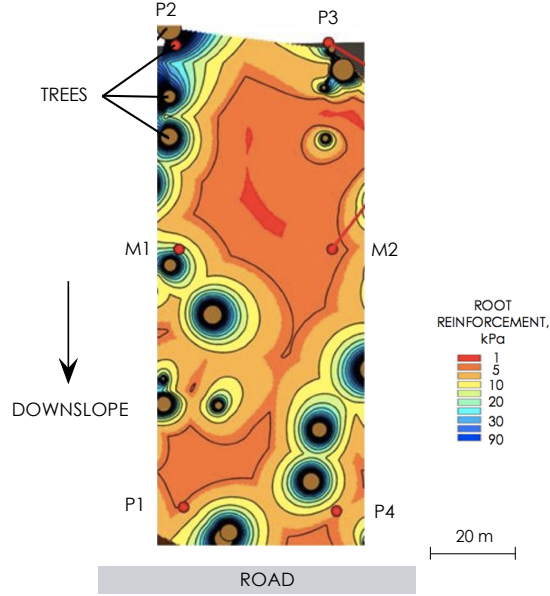 P2
P3
TREES
M1
M2
ROOT
REINFORCEMENT,
kPa
1
5
10
20
30
90
DOWNSLOPE
P1
P4
20 m
ROAD